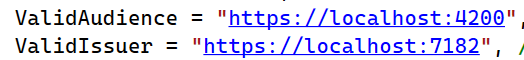 ValidAudience = "https://localhost:4200",
ValidIssuer = "https://localhost:7182", /